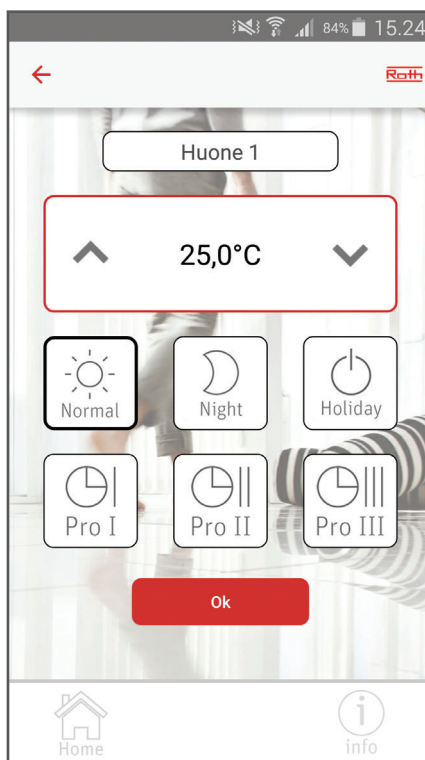 84% 15.24
Roth
Huone 1
25,0°C
Normal Night Holiday
Pro I Pro II Pro III
Ok
Home info